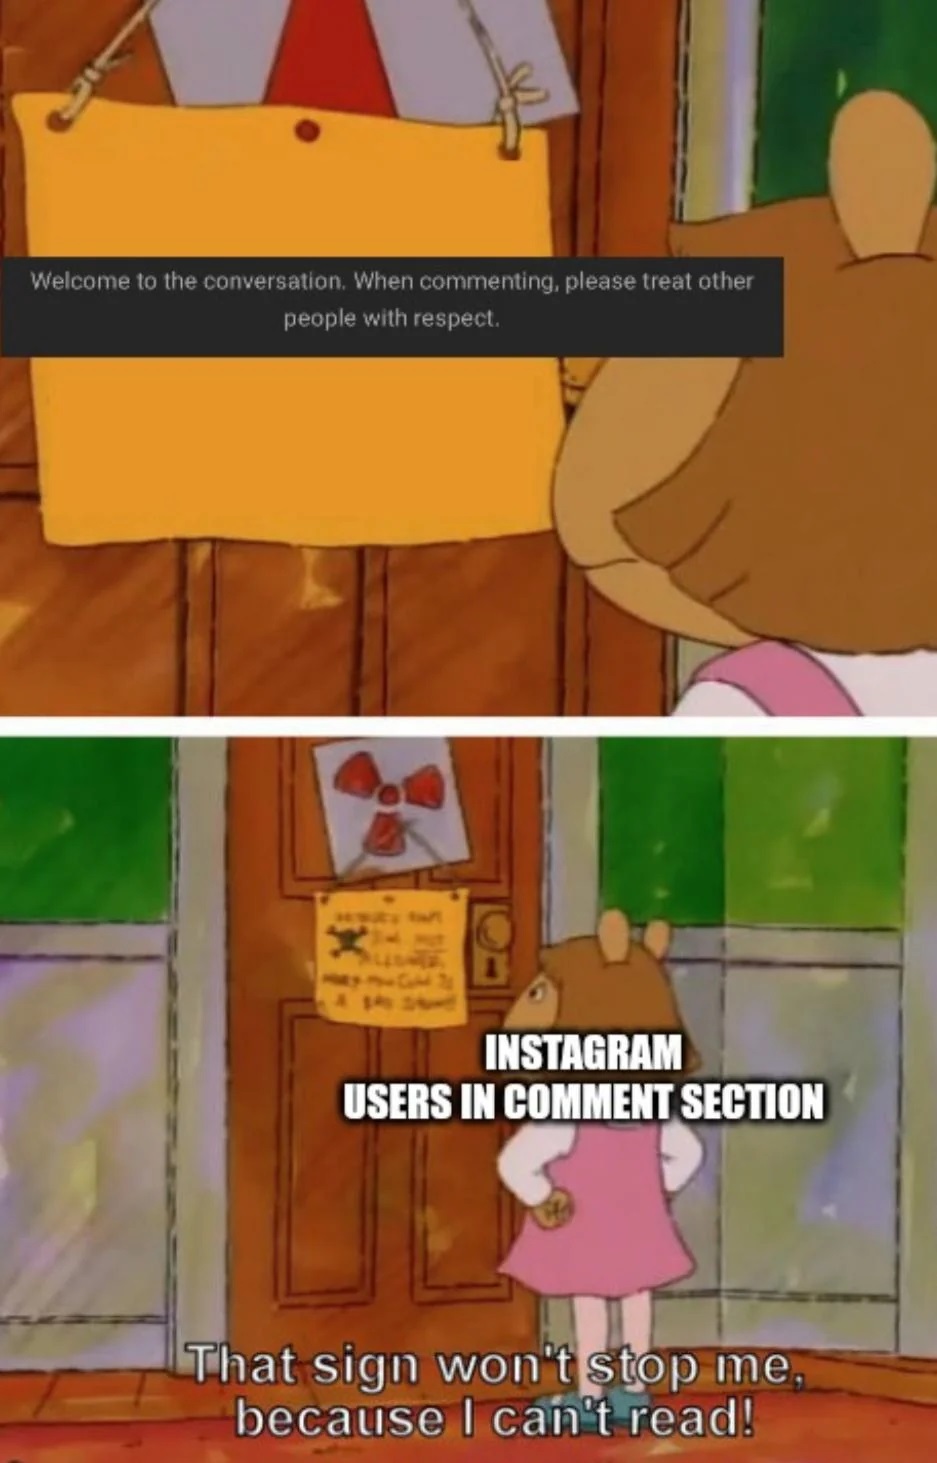 Welcome to the conversation. When commenting, please treat other
people with respect.
INSTAGRAM
USERS IN COMMENT SECTION
That sign won't stop me,
because I can't read!